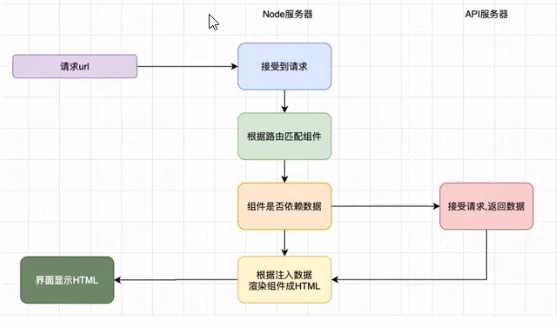 Node服务器
API服务器
请求url
接受到请求
根据路由匹配组件
组件是否依赖数据
接受请求,返回数据
界面显示HTML
根据注入数据
渲染组件成HTML